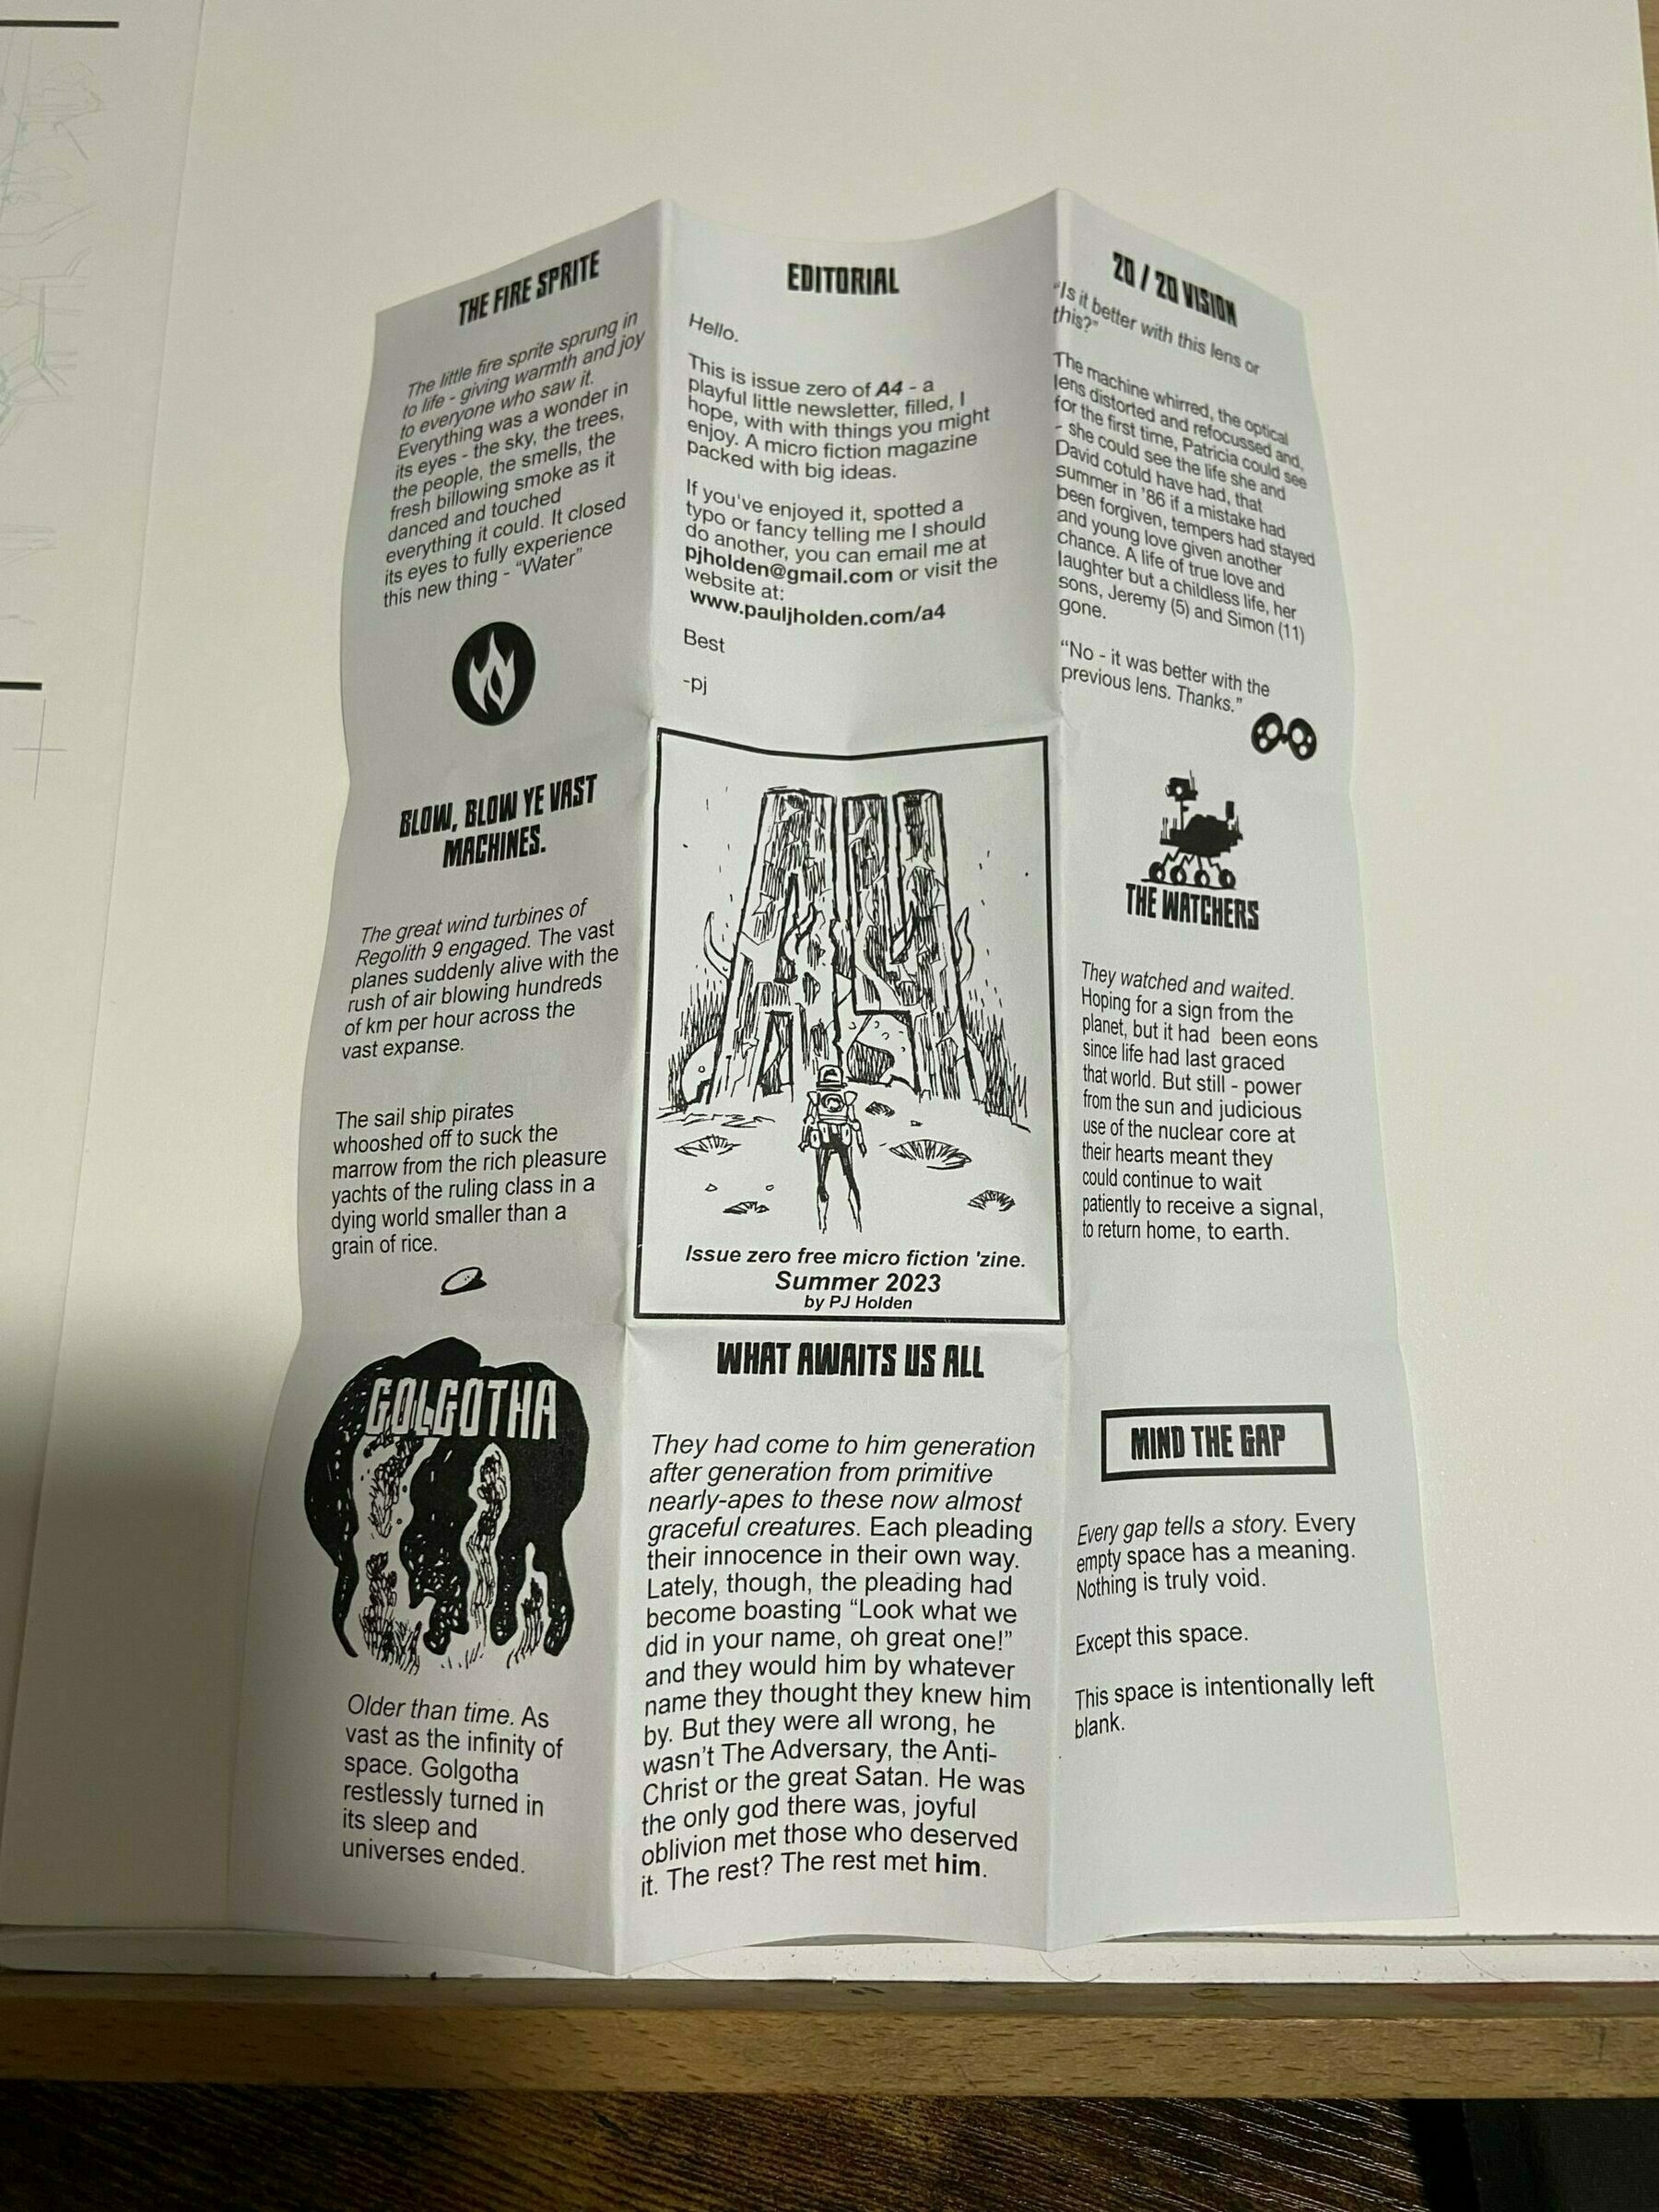 THE FIRE SPRITE
The little fire sprite sprung in
to life - giving warmth and joy
to everyone who saw it.
Everything was a wonder in
its eyes - the sky, the trees,
the people, the smells, the
fresh billowing smoke as it
danced and touched
everything it could. It closed
its eyes to fully experience
this new thing - “Water”
EDITORIAL
Hello.
This is issue zero of A4 - a
playful little newsletter, filled, I
hope, with with things you might
enjoy. A micro fiction magazine
packed with big ideas.
If you've enjoyed it, spotted a
typo or fancy telling me I should
do another, you can email me at
pjholden@gmail.com or visit the
website at:
www.pauljholden.com/a4
Best
-pj
20 / 20 VISION
“Is it better with this lens or
this?”
The machine whirred, the optical
lens distorted and refocussed and,
for the first time, Patricia could see
- she could see the life she and
David cotuld have had, that
summer in '86 if a mistake had
been forgiven, tempers had stayed
and young love given another
chance. A life of true love and
laughter but a childless life, her
sons, Jeremy (5) and Simon (11)
gone.
“No - it was better with the
previous lens. Thanks.”
BLOW, BLOW YE VAST
MACHINES.
The great wind turbines of
Regolith 9 engaged. The vast
planes suddenly alive with the
rush of air blowing hundreds
of km per hour across the
vast expanse.
The sail ship pirates
whooshed off to suck the
marrow from the rich pleasure
yachts of the ruling class in a
dying world smaller than a
grain of rice.
A4
Issue zero free micro fiction 'zine.
Summer 2023
by PJ Holden
THE WATCHERS
They watched and waited.
Hoping for a sign from the
planet, but it had been eons
since life had last graced
that world. But still - power
from the sun and judicious
use of the nuclear core at
their hearts meant they
could continue to wait
patiently to receive a signal,
to return home, to earth.
GOLGOTHA
Older than time. As
vast as the infinity of
space. Golgotha
restlessly turned in
its sleep and
universes ended.
WHAT AWAITS US ALL
They had come to him generation
after generation from primitive
nearly-apes to these now almost
graceful creatures. Each pleading
their innocence in their own way.
Lately, though, the pleading had
become boasting “Look what we
did in your name, oh great one!”
and they would him by whatever
name they thought they knew him
by. But they were all wrong, he
wasn't The Adversary, the Anti-
Christ or the great Satan. He was
the only god there was, joyful
oblivion met those who deserved
it. The rest? The rest met him.
MIND THE GAP
Every gap tells a story. Every
empty space has a meaning.
Nothing is truly void.
Except this space.
This space is intentionally left
blank.